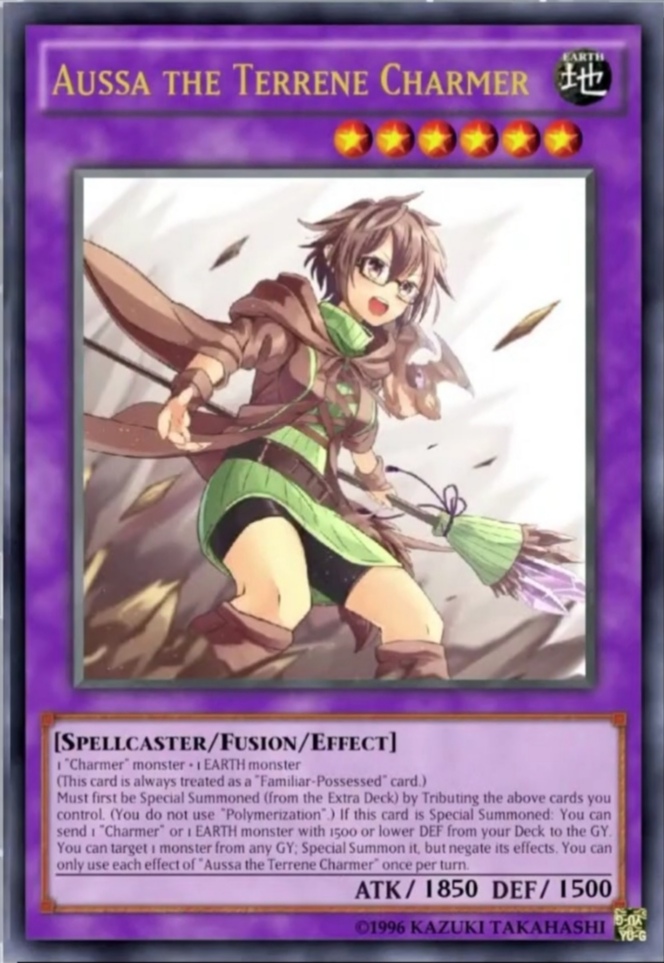 AUSSA THE TERRENE CHARMER
EARTH
地
[SPELLCASTER/FUSION/EFFECT]
1 "Charmer" monster + 1 EARTH monster
(This card is always treated as a "Familiar-Possessed" card.)
Must first be Special Summoned (from the Extra Deck) by Tributing the above cards you
control. (You do not use "Polymerization".) If this card is Special Summoned: You can
send 1 "Charmer" or 1 EARTH monster with 1500 or lower DEF from your Deck to the GY.
You can target 1 monster from any GY; Special Summon it, but negate its effects. You can
only use each effect of "Aussa the Terrene Charmer" once per turn.
ATK/ 1850 DEF/ 1500
©1996 KAZUKI TAKAHASHI